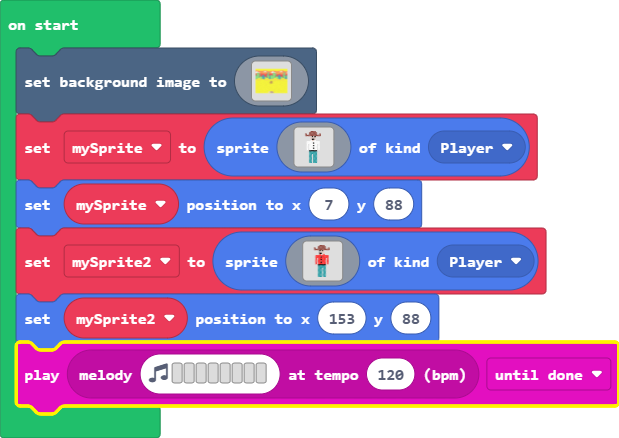 on start
set background image to
set mySprite to sprite of kind Player
set mySprite position to x 7 y 88
set mySprite2 to sprite of kind Player
set mySprite2 position to x 153 y 88
play melody at tempo 120 (bpm) until done